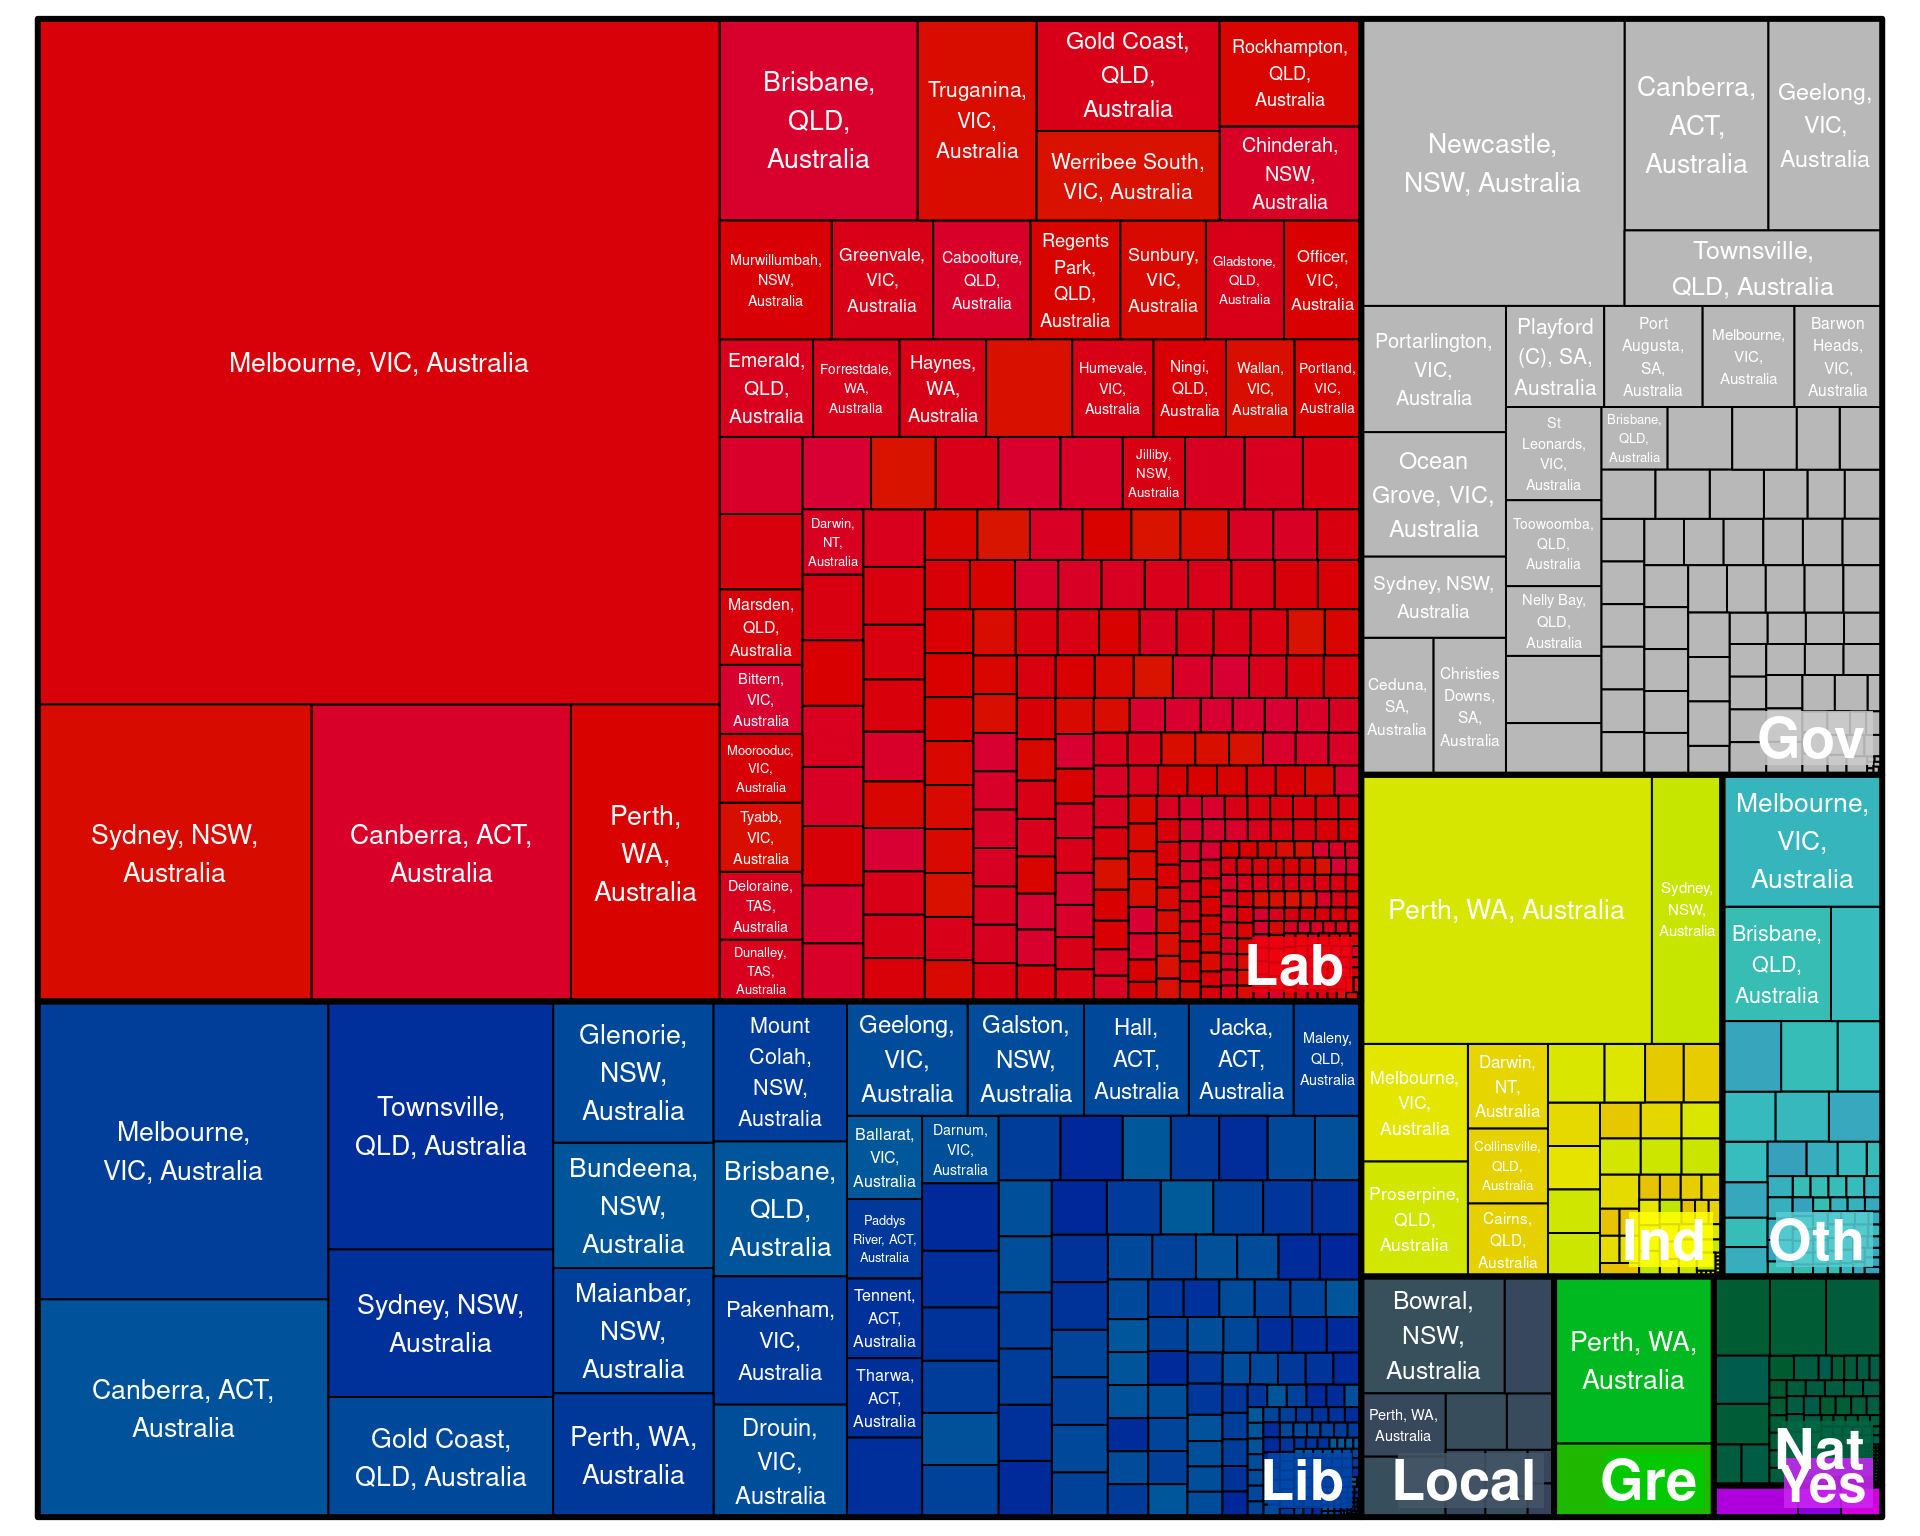 Melbourne, VIC, Australia
Sydney, NSW,
Australia
Canberra, ACT,
Australia
Perth,
WA,
Australia
Brisbane,
QLD,
Australia
Truganina,
VIC,
Australia
Gold Coast,
QLD,
Australia
Werribee South,
VIC, Australia
Rockhampton,
QLD,
Australia
Chinderah,
NSW,
Australia
Murwillumbah,
NSW,
Australia
Greenvale,
VIC,
Australia
Caboolture,
QLD,
Australia
Regents
Park,
QLD,
Australia
Sunbury,
VIC,
Australia
Gladstone,
QLD,
Australia
Officer,
VIC,
Australia
Emerald,
QLD,
Australia
Forrestdale,
WA,
Australia
Haynes,
WA,
Australia
Humevale,
VIC,
Australia
Ningi,
QLD,
Australia
Wallan,
VIC,
Australia
Portland,
VIC,
Australia
Jilliby,
NSW,
Australia
Darwin,
NT,
Australia
Marsden,
QLD,
Australia
Bittern,
VIC,
Australia
Moorooduc,
VIC,
Australia
Tyabb,
VIC,
Australia
Deloraine,
TAS,
Australia
Dunalley,
TAS,
Australia
Lab
Newcastle,
NSW, Australia
Canberra,
ACT,
Australia
Geelong,
VIC,
Australia
Townsville,
QLD, Australia
Portarlington,
VIC,
Australia
Playford
(C), SA,
Australia
Port
Augusta,
SA,
Australia
Melbourne,
VIC,
Australia
Barwon
Heads,
VIC,
Australia
Ocean
Grove, VIC,
Australia
St
Leonards,
VIC,
Australia
Brisbane,
QLD,
Australia
Toowoomba,
QLD,
Australia
Sydney, NSW,
Australia
Nelly Bay,
QLD,
Australia
Ceduna,
SA,
Australia
Christies
Downs,
SA,
Australia
Gov
Perth, WA, Australia
Sydney,
NSW,
Australia
Melbourne,
VIC,
Australia
Darwin,
NT,
Australia
Collinsville,
QLD,
Australia
Proserpine,
QLD,
Australia
Cairns,
QLD,
Australia
Ind
Melbourne,
VIC,
Australia
Brisbane,
QLD,
Australia
Oth
Melbourne,
VIC, Australia
Canberra, ACT,
Australia
Townsville,
QLD, Australia
Sydney, NSW,
Australia
Gold Coast,
QLD, Australia
Glenorie,
NSW,
Australia
Bundeena,
NSW,
Australia
Maianbar,
NSW,
Australia
Perth, WA,
Australia
Mount
Colah,
NSW,
Australia
Brisbane,
QLD,
Australia
Pakenham,
VIC,
Australia
Drouin,
VIC,
Australia
Geelong,
VIC,
Australia
Galston,
NSW,
Australia
Hall,
ACT,
Australia
Jacka,
ACT,
Australia
Maleny,
QLD,
Australia
Ballarat,
VIC,
Australia
Darnum,
VIC,
Australia
Paddys
River, ACT,
Australia
Tennent,
ACT,
Australia
Tharwa,
ACT,
Australia
Lib
Bowral,
NSW,
Australia
Perth, WA,
Australia
Local
Perth, WA,
Australia
Gre
Nat
Yes